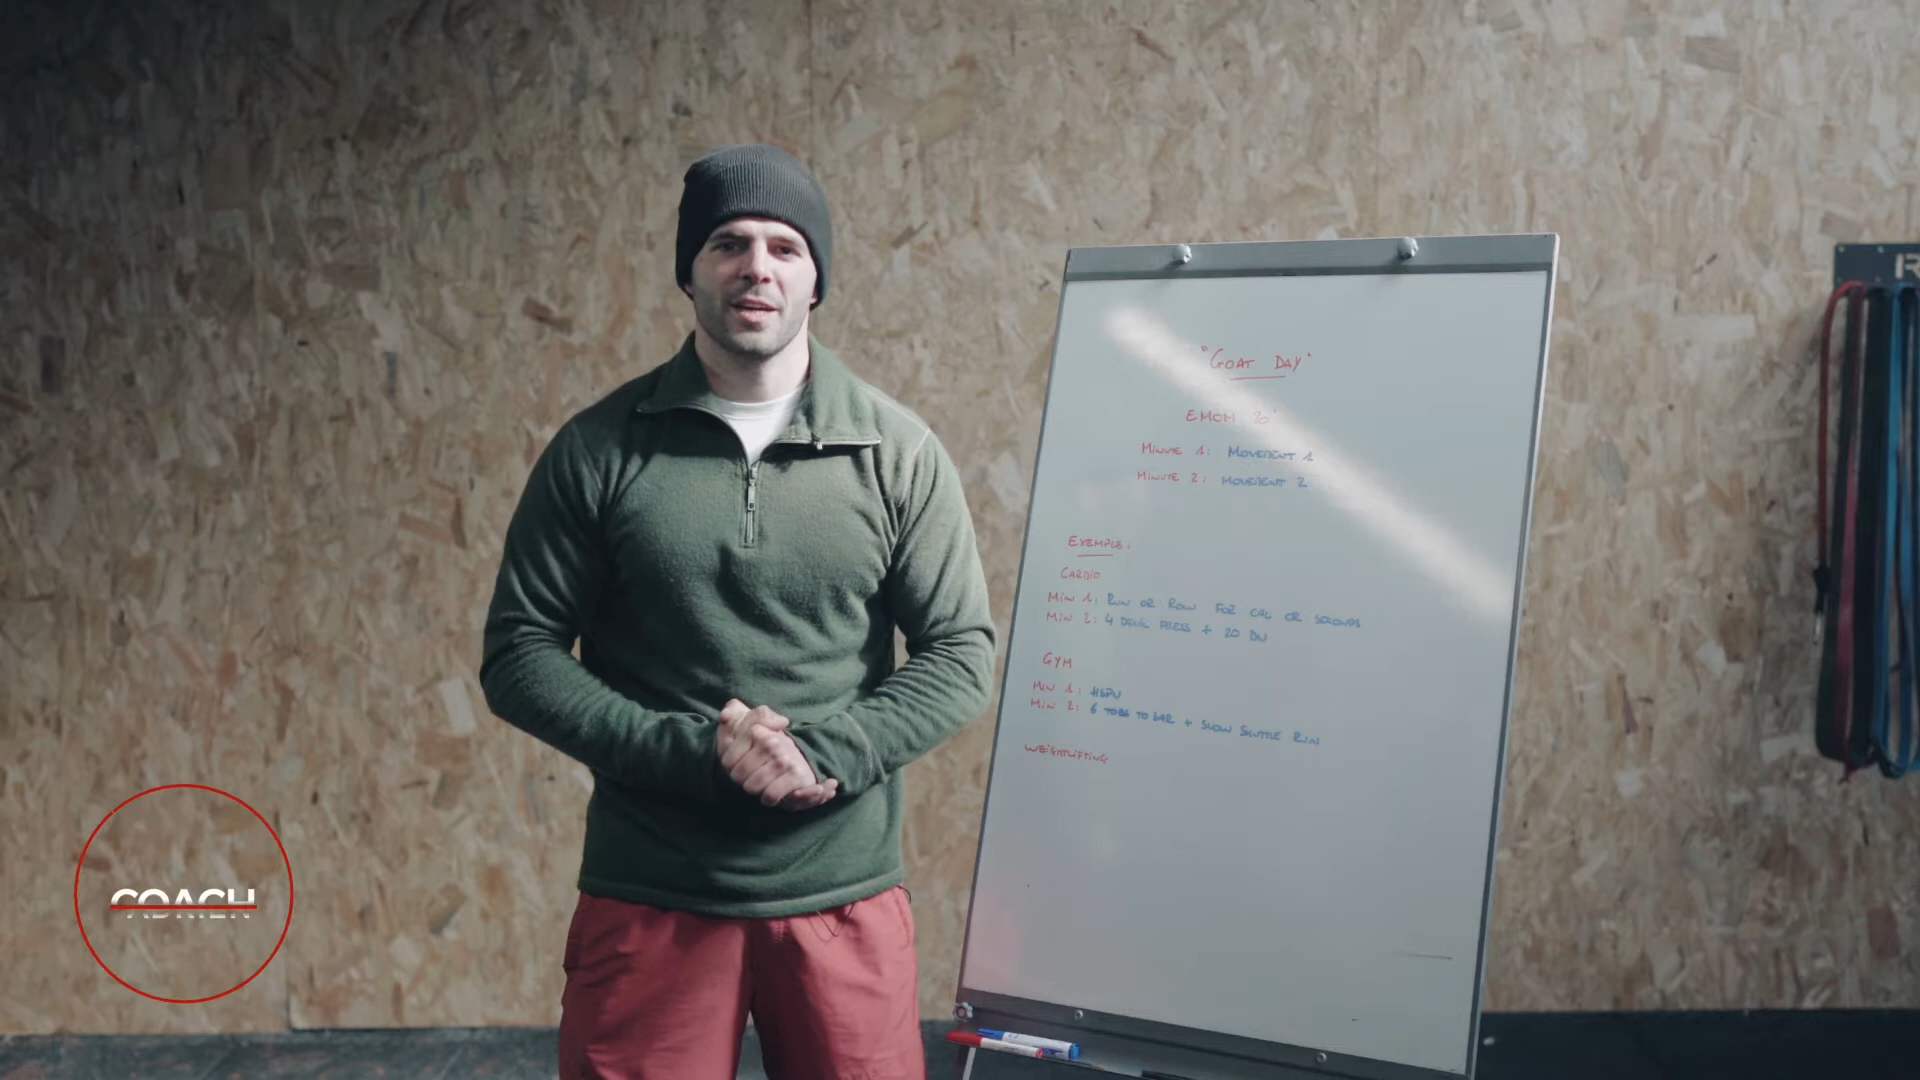 "GOAT DAY"
EMOM 20'
MINUTE 1: MOVEMENT 1
MINUTE 2: MOVEMENT 2
EXEMPLE:
CARDIO
MIN 1: RUN OR ROW FOR CAL OR SECONDS
MIN 2: 4 DEVIL PRESS + 20 DU
GYM
MIN 1: HSPU
MIN 2: 6 TOES TO BAR + SLOW SHUTTLE RUN
WEIGHTLIFTING
COACH
ADRIEN